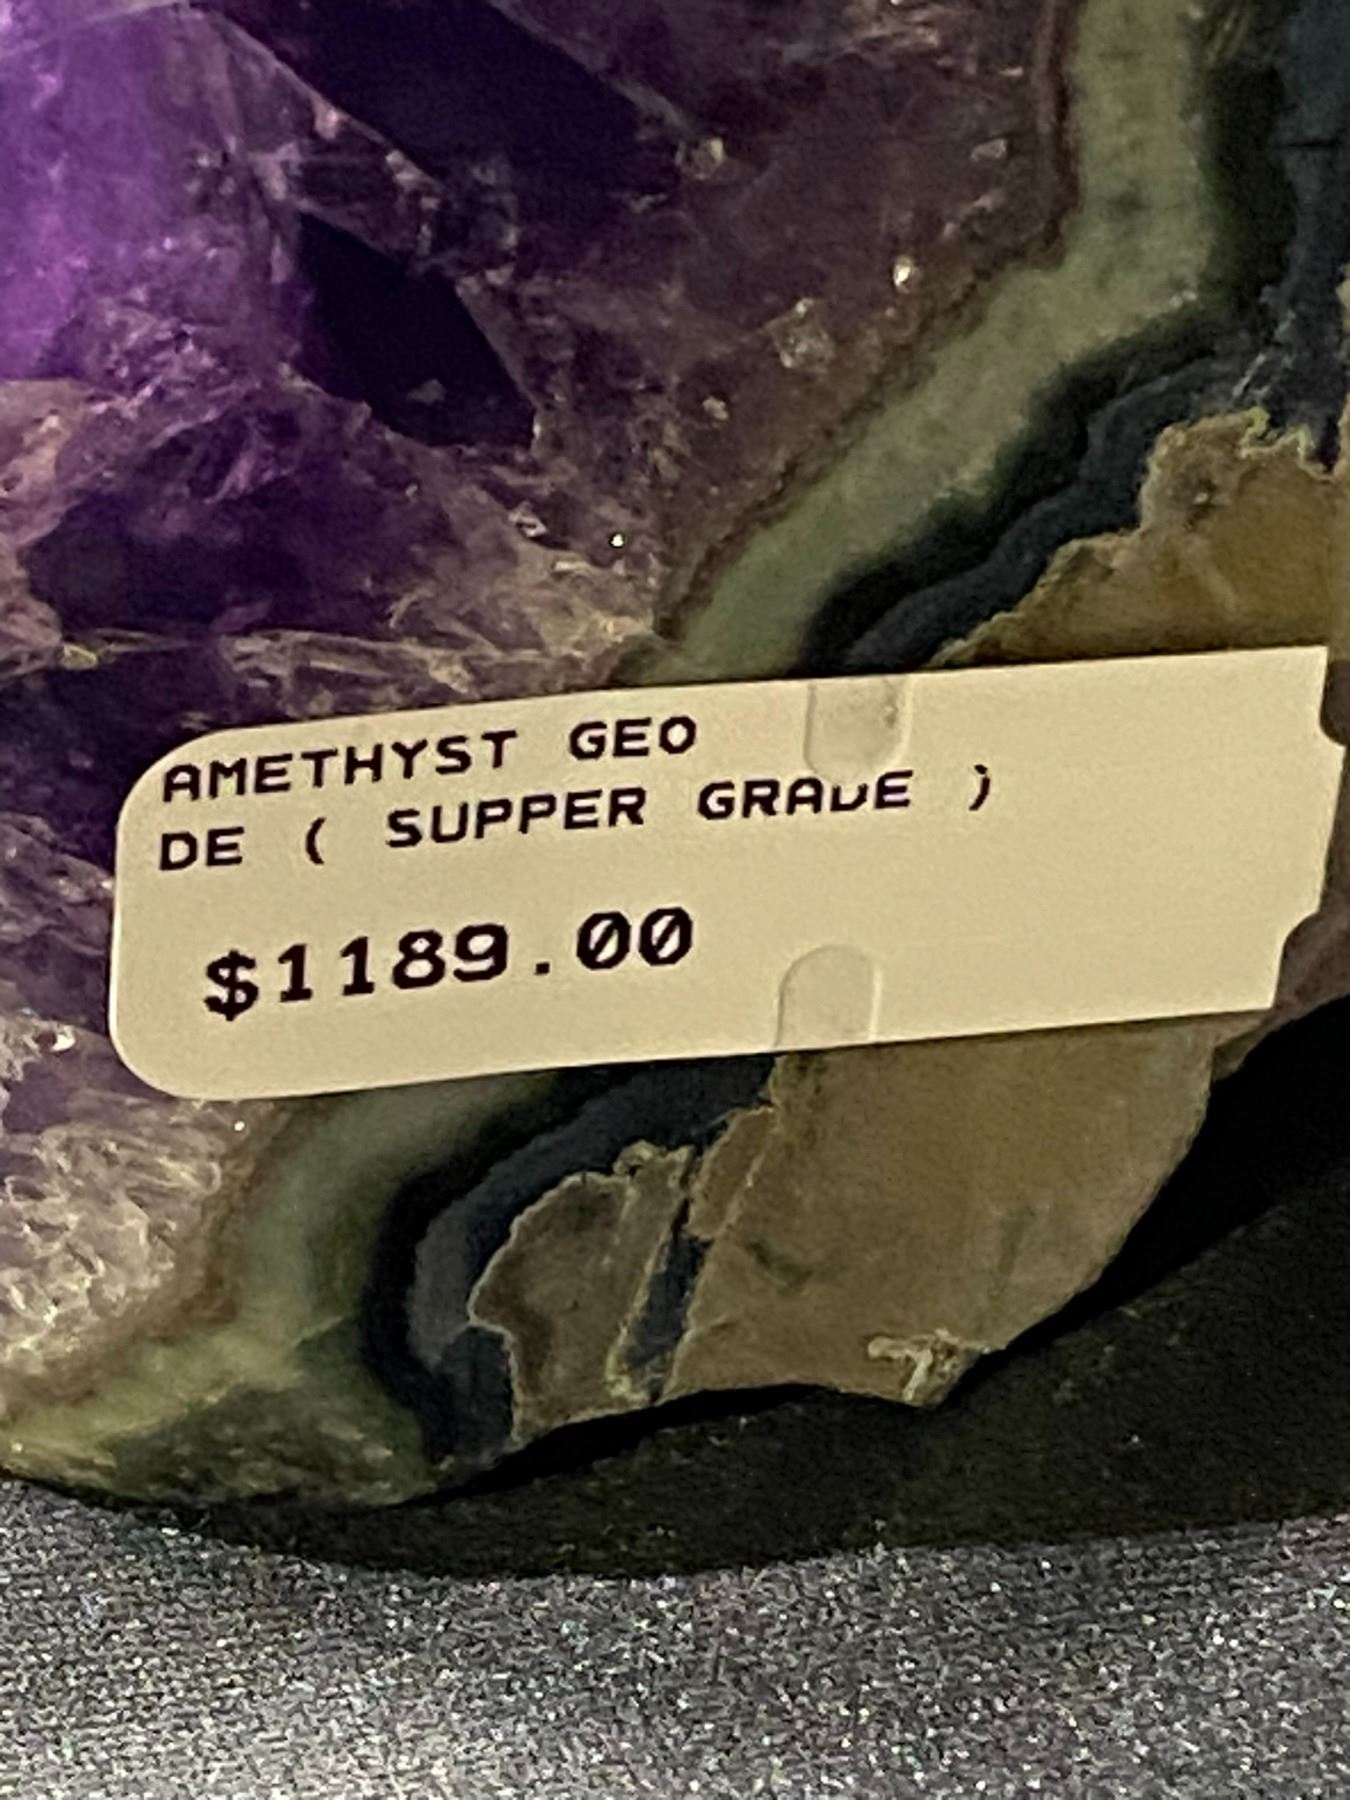 AMETHYST GEO
DE ( SUPPER GRADE )
$1189.00